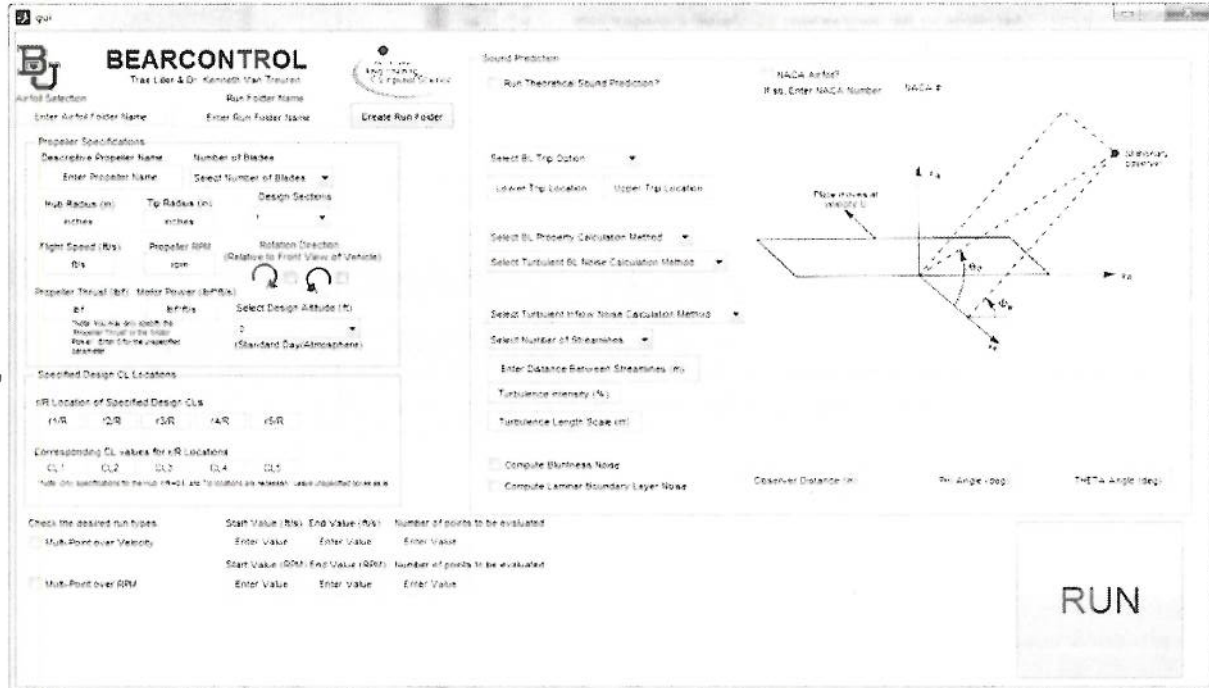 gui
BU
BEARCONTROL
& Dr. Kenneth Van Treuren
Airfoil Selection
Run Folder Name
Enter Airfoil Folder Name
Enter Run Folder Name
Create Run Folder
Propeller Specifications
Descriptive Propeller Name
Number of Blades
Enter Propeller Name
Select Number of Blades
Hub Radius (in)
Tip Radius (in)
Design Sections
inches
inches
Flight Speed (ft/s)
Propeller RPM
Rotation Direction
(Relative to Front View of Vehicle)
ft/s
rpm
Propeller Thrust (lbf)
Motor Power (lbf*ft/s)
lbf
lbf*ft/s
Select Design Altitude (ft)
0
(Standard Day/Atmosphere)
Specified Design CL Locations
r/R Location of Specified Design CLs
r1/R
r2/R
r3/R
r4/R
r5/R
Corresponding CL values for r/R Locations
CL1
CL2
CL3
CL4
CL5
Check the desired run types
Start Value (ft/s)
End Value (ft/s)
Number of points to be evaluated
Multi-Point over Velocity
Enter Value
Enter Value
Enter Value
Start Value (RPM)
End Value (RPM)
Number of points to be evaluated
Multi-Point over RPM
Enter Value
Enter Value
Enter Value
Sound Prediction
Run Theoretical Sound Prediction?
NACA Airfoil?
If so, Enter NACA Number
NACA #
Select BL Trip Option
Lower Trip Location
Upper Trip Location
Select BL Property Calculation Method
Select Turbulent BL Noise Calculation Method
Select Turbulent Inflow Noise Calculation Method
Select Number of Streamlines
Enter Distance Between Streamlines (m)
Turbulence Intensity (%)
Turbulence Length Scale (m)
Compute Bluntness Noise
Compute Laminar Boundary Layer Noise
Stationary
observer
Plate moves at
velocity U
Observer Distance (m)
PHI Angle (deg)
THETA Angle (deg)
RUN